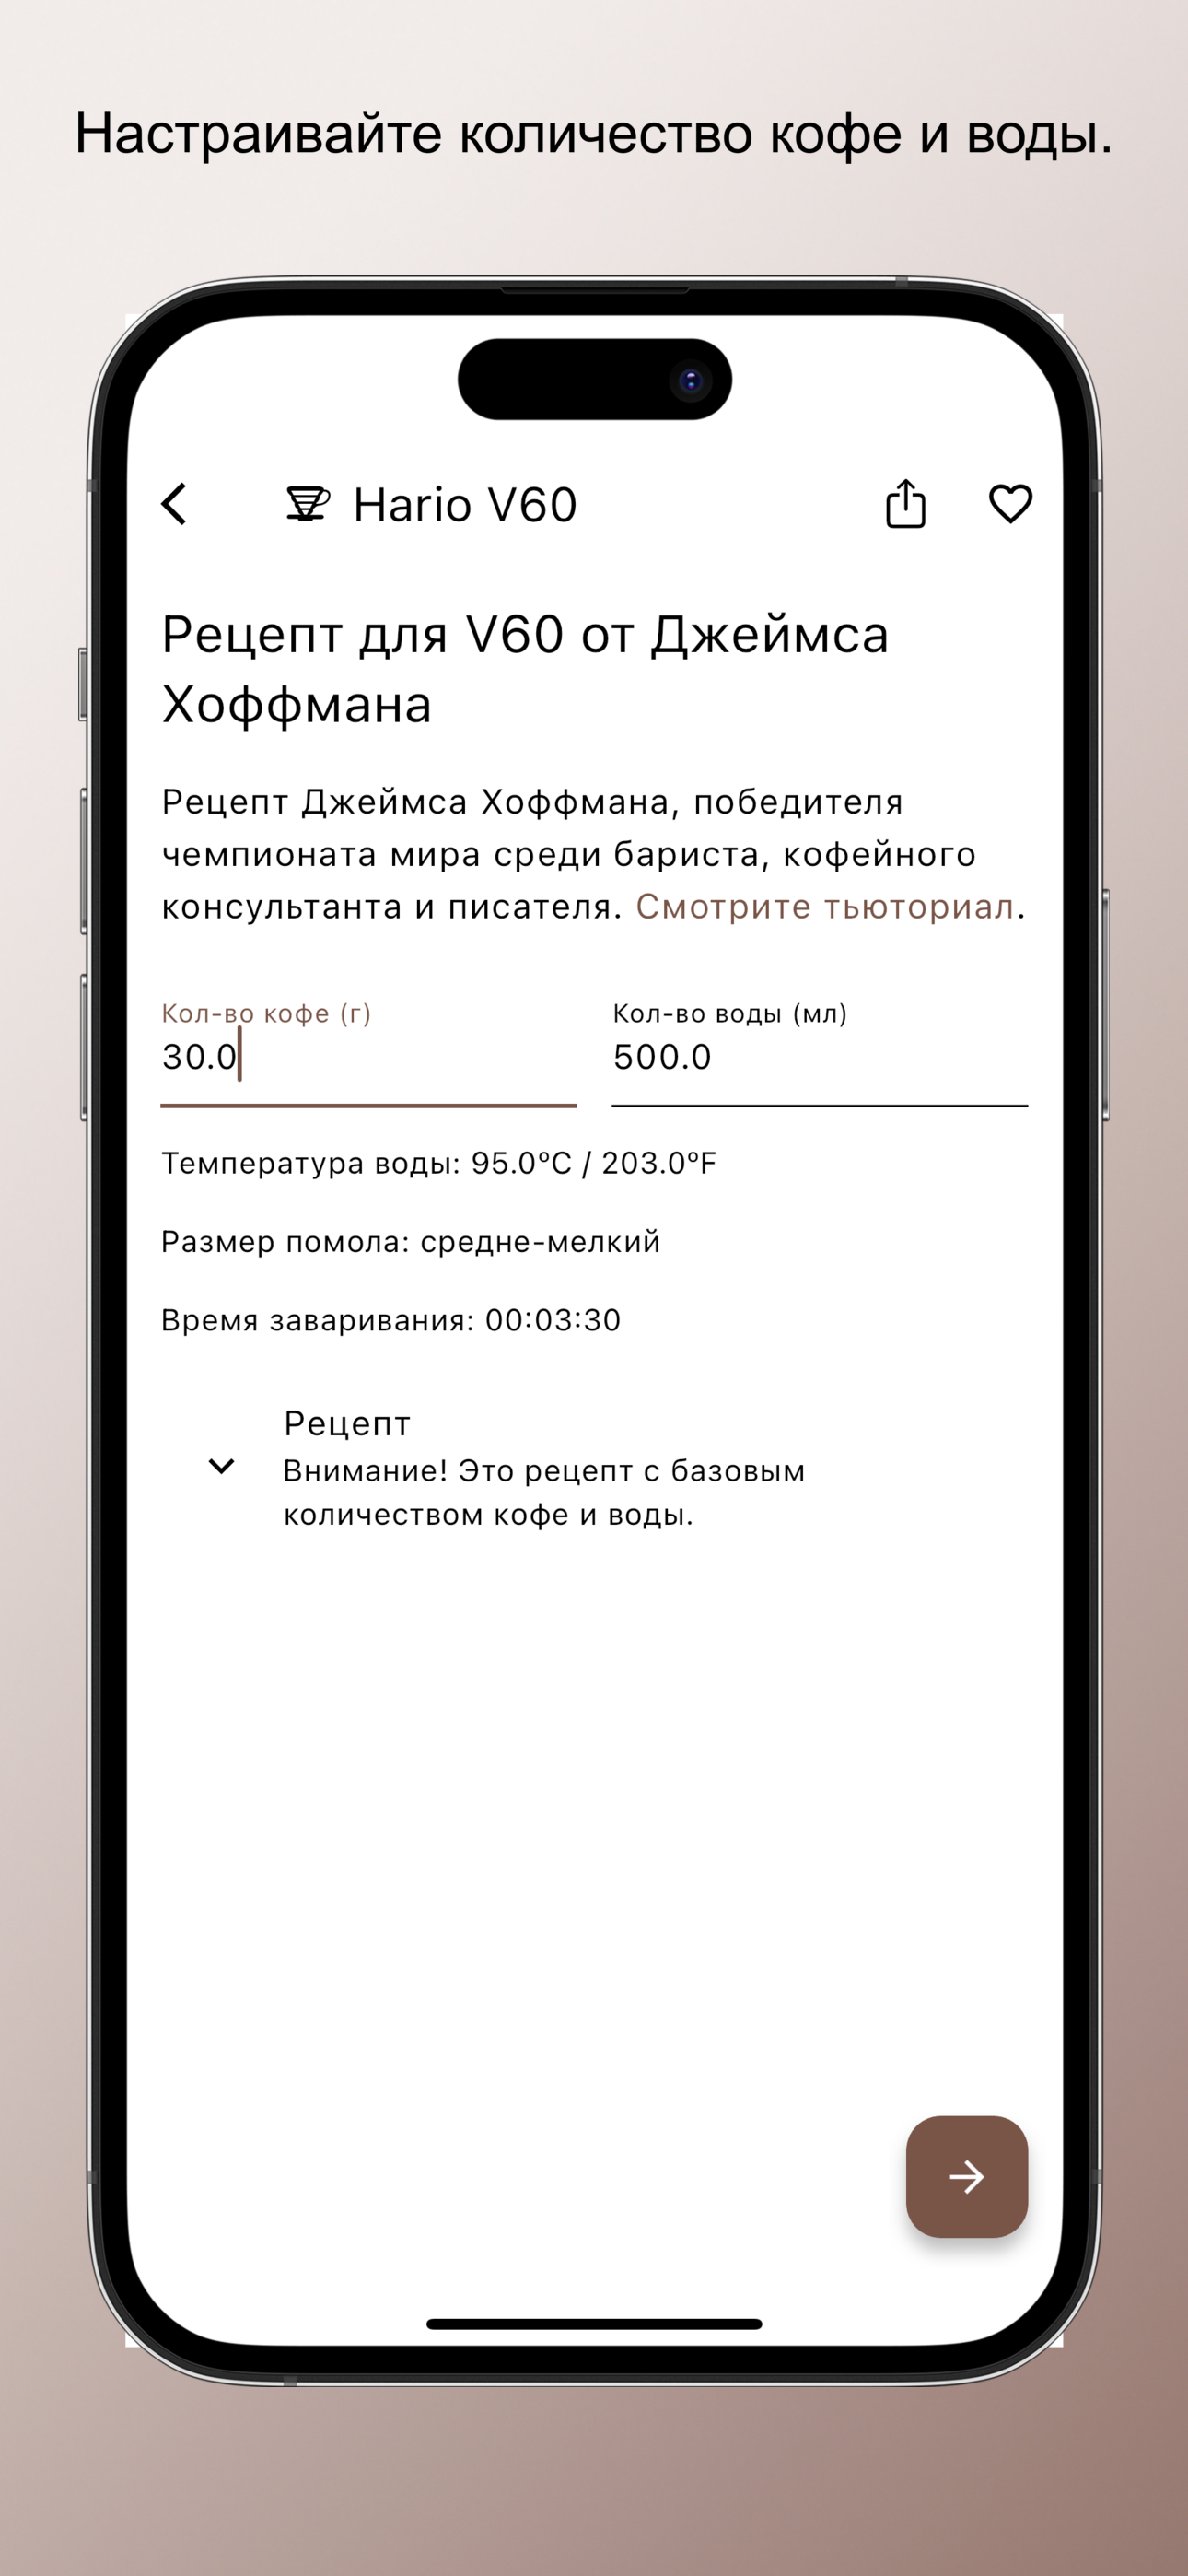 Настраивайте количество кофе и воды.
Hario V60
Рецепт для V60 от Джеймса
Хоффмана
Рецепт Джеймса Хоффмана, победителя
чемпионата мира среди бариста, кофейного
консультанта и писателя. Смотрите тьюториал.
Кол-во кофе (г)
Кол-во воды (мл)
30.0
500.0
Температура воды: 95.0ºC / 203.0ºF
Размер помола: средне-мелкий
Время заваривания: 00:03:30
Рецепт
Внимание! Это рецепт с базовым
количеством кофе и воды.